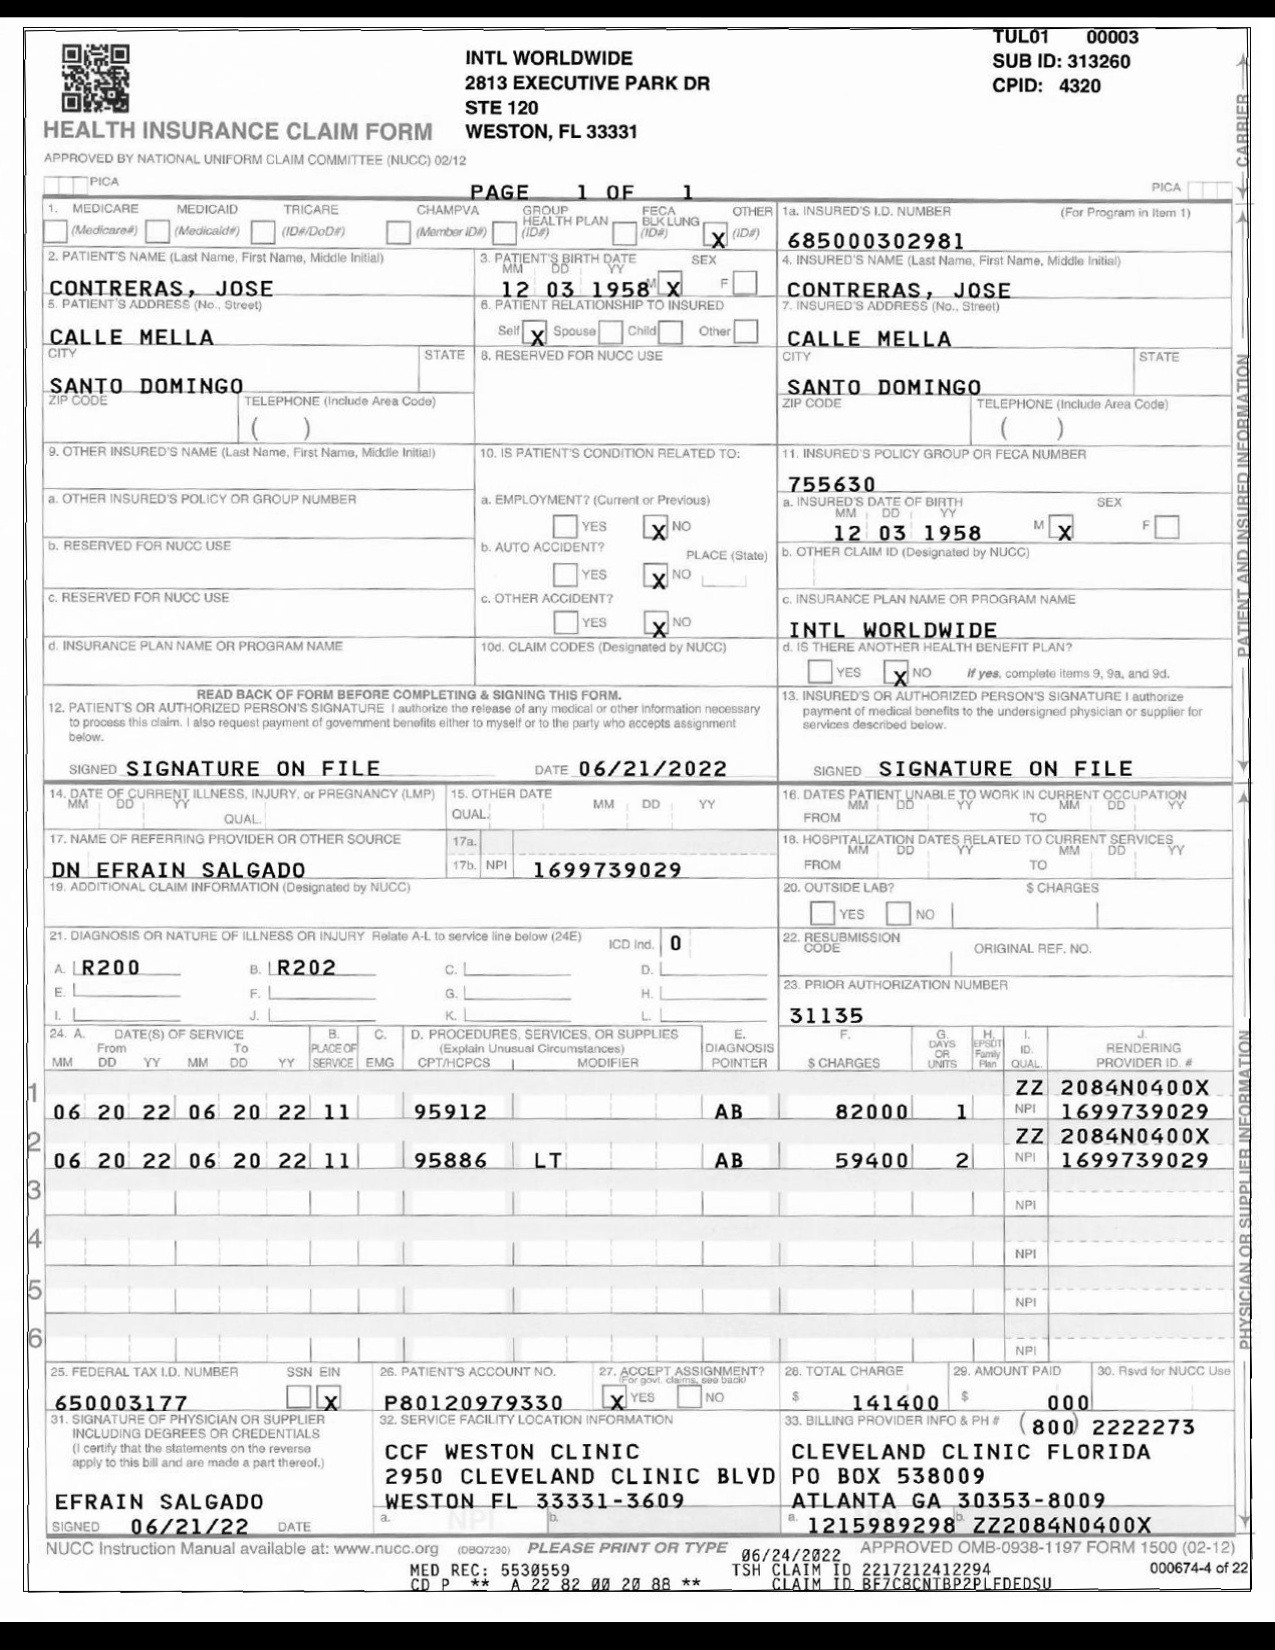 TUL01 00003
INTL WORLDWIDE SUB ID: 313260
2813 EXECUTIVE PARK DR CPID: 4320
STE 120
HEALTH INSURANCE CLAIM FORM WESTON, FL 33331
APPROVED BY NATIONAL UNIFORM CLAIM COMMITTEE (NUCC) 02/12
PICA PAGE 1 OF 1 PICA
1. MEDICARE MEDICAID TRICARE CHAMPVA GROUP HEALTH PLAN FECA BLK LUNG OTHER 1a. INSURED'S I.D. NUMBER (For Program in Item 1)
(Medicare#) (Medicaid#) (ID#/DoD#) (Member ID#) (ID#) (ID#) X (ID#) 685000302981
2. PATIENT'S NAME (Last Name, First Name, Middle Initial) 3. PATIENT'S BIRTH DATE SEX 4. INSURED'S NAME (Last Name, First Name, Middle Initial)
MM DD YY
CONTRERAS, JOSE 12 03 1958 M X F CONTRERAS, JOSE
5. PATIENT'S ADDRESS (No., Street) 6. PATIENT RELATIONSHIP TO INSURED 7. INSURED'S ADDRESS (No., Street)
CALLE MELLA Self X Spouse Child Other CALLE MELLA
CITY STATE 8. RESERVED FOR NUCC USE CITY STATE
SANTO DOMINGO SANTO DOMINGO
ZIP CODE TELEPHONE (Include Area Code) ZIP CODE TELEPHONE (Include Area Code)
( ) ( )
9. OTHER INSURED'S NAME (Last Name, First Name, Middle Initial) 10. IS PATIENT'S CONDITION RELATED TO: 11. INSURED'S POLICY GROUP OR FECA NUMBER
755630
a. OTHER INSURED'S POLICY OR GROUP NUMBER a. EMPLOYMENT? (Current or Previous) a. INSURED'S DATE OF BIRTH SEX
MM DD YY
YES X NO 12 03 1958 M X F
b. RESERVED FOR NUCC USE b. AUTO ACCIDENT? PLACE (State) b. OTHER CLAIM ID (Designated by NUCC)
YES X NO
c. RESERVED FOR NUCC USE c. OTHER ACCIDENT? c. INSURANCE PLAN NAME OR PROGRAM NAME
YES X NO INTL WORLDWIDE
d. INSURANCE PLAN NAME OR PROGRAM NAME 10d. CLAIM CODES (Designated by NUCC) d. IS THERE ANOTHER HEALTH BENEFIT PLAN?
YES X NO If yes, complete items 9, 9a, and 9d.
READ BACK OF FORM BEFORE COMPLETING & SIGNING THIS FORM.
12. PATIENT'S OR AUTHORIZED PERSON'S SIGNATURE I authorize the release of any medical or other information necessary
to process this claim. I also request payment of government benefits either to myself or to the party who accepts assignment
below.
13. INSURED'S OR AUTHORIZED PERSON'S SIGNATURE I authorize
payment of medical benefits to the undersigned physician or supplier for
services described below.
SIGNED SIGNATURE ON FILE DATE 06/21/2022 SIGNED SIGNATURE ON FILE
14. DATE OF CURRENT ILLNESS, INJURY, or PREGNANCY (LMP) 15. OTHER DATE 16. DATES PATIENT UNABLE TO WORK IN CURRENT OCCUPATION
MM DD YY MM DD YY MM DD YY MM DD YY
QUAL. QUAL. FROM TO
17. NAME OF REFERRING PROVIDER OR OTHER SOURCE 17a. 18. HOSPITALIZATION DATES RELATED TO CURRENT SERVICES
MM DD YY MM DD YY
DN EFRAIN SALGADO 17b. NPI 1699739029 FROM TO
19. ADDITIONAL CLAIM INFORMATION (Designated by NUCC) 20. OUTSIDE LAB? $ CHARGES
YES NO
21. DIAGNOSIS OR NATURE OF ILLNESS OR INJURY Relate A-L to service line below (24E) ICD Ind. 0 22. RESUBMISSION CODE ORIGINAL REF. NO.
A. R200 B. R202 C. D.
E. F. G. H. 23. PRIOR AUTHORIZATION NUMBER
I. J. K. L. 31135
24. A. DATE(S) OF SERVICE B. C. D. PROCEDURES, SERVICES, OR SUPPLIES E. F. G. H. I. J.
From To PLACE OF (Explain Unusual Circumstances) DIAGNOSIS DAYS OR EPSDT Family ID. RENDERING
MM DD YY MM DD YY SERVICE EMG CPT/HCPCS MODIFIER POINTER $ CHARGES UNITS Plan QUAL. PROVIDER ID. #
1 ZZ 2084N0400X
06 20 22 06 20 22 11 95912 AB 82000 1 NPI 1699739029
2 ZZ 2084N0400X
06 20 22 06 20 22 11 95886 LT AB 59400 2 NPI 1699739029
3
NPI
4
NPI
5
NPI
6
NPI
25. FEDERAL TAX I.D. NUMBER SSN EIN 26. PATIENT'S ACCOUNT NO. 27. ACCEPT ASSIGNMENT? 28. TOTAL CHARGE 29. AMOUNT PAID 30. Rsvd for NUCC Use
(For govt. claims, see back)
650003177 X P80120979330 X YES NO $ 141400 $ 000
31. SIGNATURE OF PHYSICIAN OR SUPPLIER
INCLUDING DEGREES OR CREDENTIALS
(I certify that the statements on the reverse
apply to this bill and are made a part thereof.)
EFRAIN SALGADO
SIGNED 06/21/22 DATE
32. SERVICE FACILITY LOCATION INFORMATION
CCF WESTON CLINIC
2950 CLEVELAND CLINIC BLVD
WESTON FL 33331-3609
a. NPI b.
33. BILLING PROVIDER INFO & PH # (800) 2222273
CLEVELAND CLINIC FLORIDA
PO BOX 538009
ATLANTA GA 30353-8009
a. 1215989298 b. ZZ2084N0400X
NUCC Instruction Manual available at: www.nucc.org (DBQ7230) PLEASE PRINT OR TYPE 06/24/2022 APPROVED OMB-0938-1197 FORM 1500 (02-12)
MED REC: 5530559 TSH CLAIM ID 2217212412294 000674-4 of 22
CD P ** A 22 82 00 20 88 ** CLAIM ID BF7C8CNTBP2PLFDEDSU
CARRIER
PATIENT AND INSURED INFORMATION
PHYSICIAN OR SUPPLIER INFORMATION